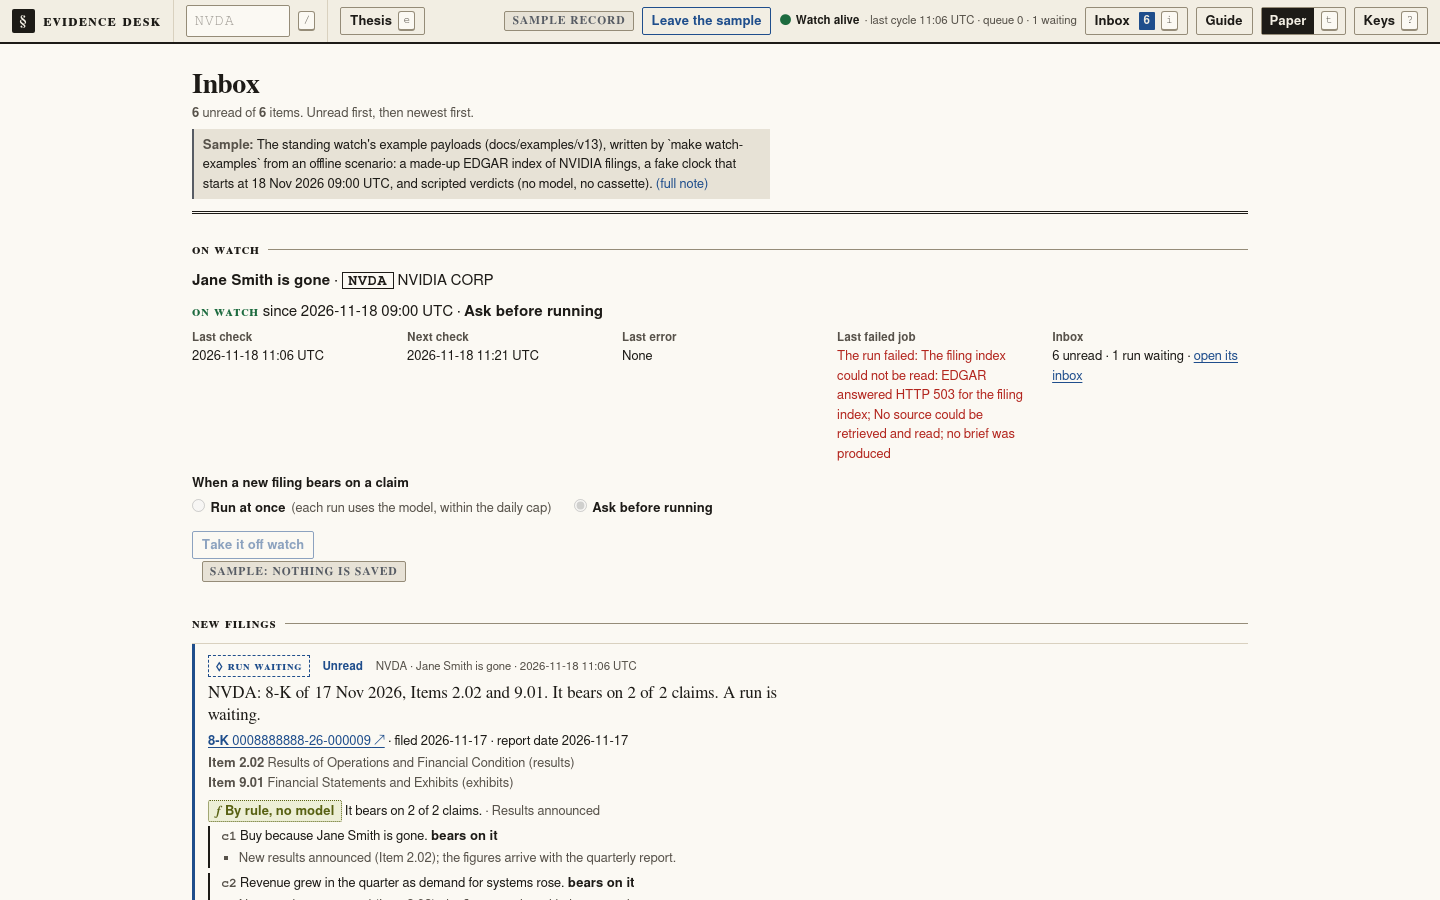 § EVIDENCE DESK NVDA / Thesis e SAMPLE RECORD Leave the sample Watch alive · last cycle 11:06 UTC · queue 0 · 1 waiting Inbox 6 i Guide Paper t Keys ?
Inbox
6 unread of 6 items. Unread first, then newest first.
Sample: The standing watch's example payloads (docs/examples/v13), written by `make watch-
examples` from an offline scenario: a made-up EDGAR index of NVIDIA filings, a fake clock that
starts at 18 Nov 2026 09:00 UTC, and scripted verdicts (no model, no cassette). (full note)
ON WATCH
Jane Smith is gone · NVDA NVIDIA CORP
ON WATCH since 2026-11-18 09:00 UTC · Ask before running
Last check Next check Last error Last failed job Inbox
2026-11-18 11:06 UTC 2026-11-18 11:21 UTC None The run failed: The filing index 6 unread · 1 run waiting · open its
could not be read: EDGAR inbox
answered HTTP 503 for the filing
index; No source could be
retrieved and read; no brief was
produced
When a new filing bears on a claim
Run at once (each run uses the model, within the daily cap) Ask before running
Take it off watch
SAMPLE: NOTHING IS SAVED
NEW FILINGS
◊ RUN WAITING Unread NVDA · Jane Smith is gone · 2026-11-18 11:06 UTC
NVDA: 8-K of 17 Nov 2026, Items 2.02 and 9.01. It bears on 2 of 2 claims. A run is
waiting.
8-K 0008888888-26-000009 ↗ · filed 2026-11-17 · report date 2026-11-17
Item 2.02 Results of Operations and Financial Condition (results)
Item 9.01 Financial Statements and Exhibits (exhibits)
ƒ By rule, no model It bears on 2 of 2 claims. · Results announced
c1 Buy because Jane Smith is gone. bears on it
▪ New results announced (Item 2.02); the figures arrive with the quarterly report.
c2 Revenue grew in the quarter as demand for systems rose. bears on it